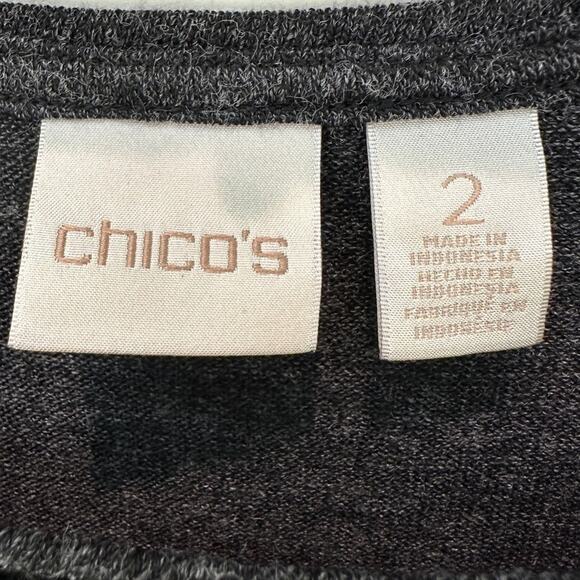 chico's
2
MADE IN
INDONESIA
HECHO EN
INDONESIA
FABRIQUÉ EN
INDONÉSIE